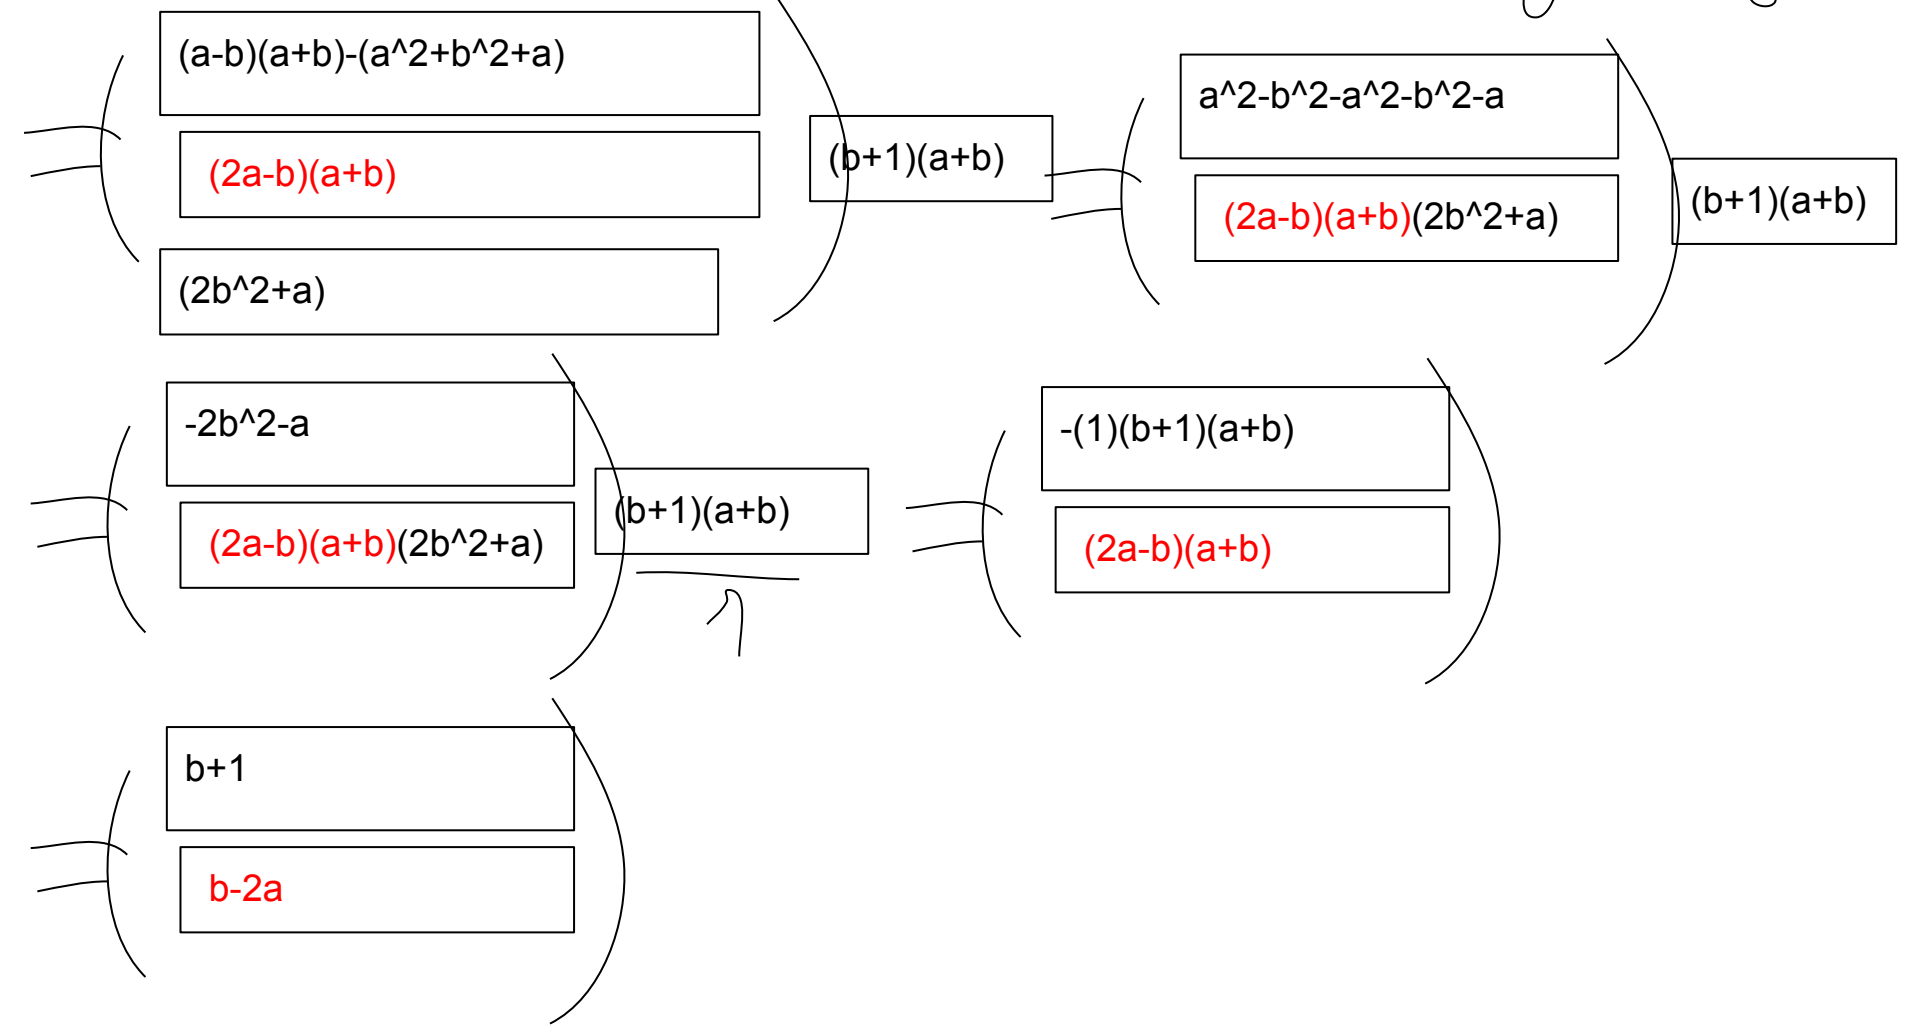 (a-b)(a+b)-(a^2+b^2+a)
(2a-b)(a+b)
(2b^2+a)
(b+1)(a+b)
a^2-b^2-a^2-b^2-a
(2a-b)(a+b)(2b^2+a)
(b+1)(a+b)
-2b^2-a
(2a-b)(a+b)(2b^2+a)
(b+1)(a+b)
1
-(1)(b+1)(a+b)
(2a-b)(a+b)
b+1
b-2a